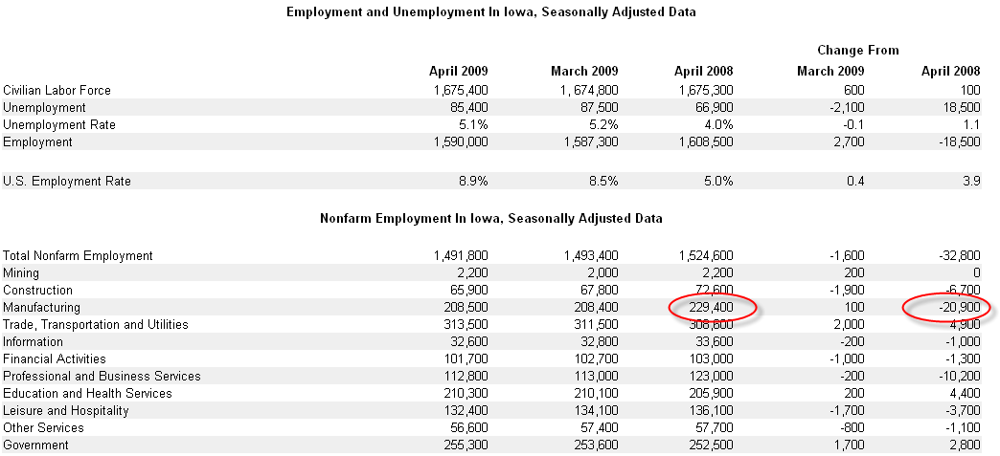 Employment and Unemployment In Iowa, Seasonally Adjusted Data
Change From
April 2009 March 2009 April 2008 March 2009 April 2008
Civilian Labor Force 1,675,400 1,674,800 1,675,300 600 100
Unemployment 85,400 87,500 66,900 -2,100 18,500
Unemployment Rate 5.1% 5.2% 4.0% -0.1 1.1
Employment 1,590,000 1,587,300 1,608,500 2,700 -18,500
U.S. Employment Rate 8.9% 8.5% 5.0% 0.4 3.9
Nonfarm Employment In Iowa, Seasonally Adjusted Data
Total Nonfarm Employment 1,491,800 1,493,400 1,524,600 -1,600 -32,800
Mining 2,200 2,000 2,200 200 0
Construction 65,900 67,800 72,600 -1,900 -6,700
Manufacturing 208,500 208,400 229,400 100 -20,900
Trade, Transportation and Utilities 313,500 311,500 308,600 2,000 4,900
Information 32,600 32,800 33,600 -200 -1,000
Financial Activities 101,700 102,700 103,000 -1,000 -1,300
Professional and Business Services 112,800 113,000 123,000 -200 -10,200
Education and Health Services 210,300 210,100 205,900 200 4,400
Leisure and Hospitality 132,400 134,100 136,100 -1,700 -3,700
Other Services 56,600 57,400 57,700 -800 -1,100
Government 255,300 253,600 252,500 1,700 2,800